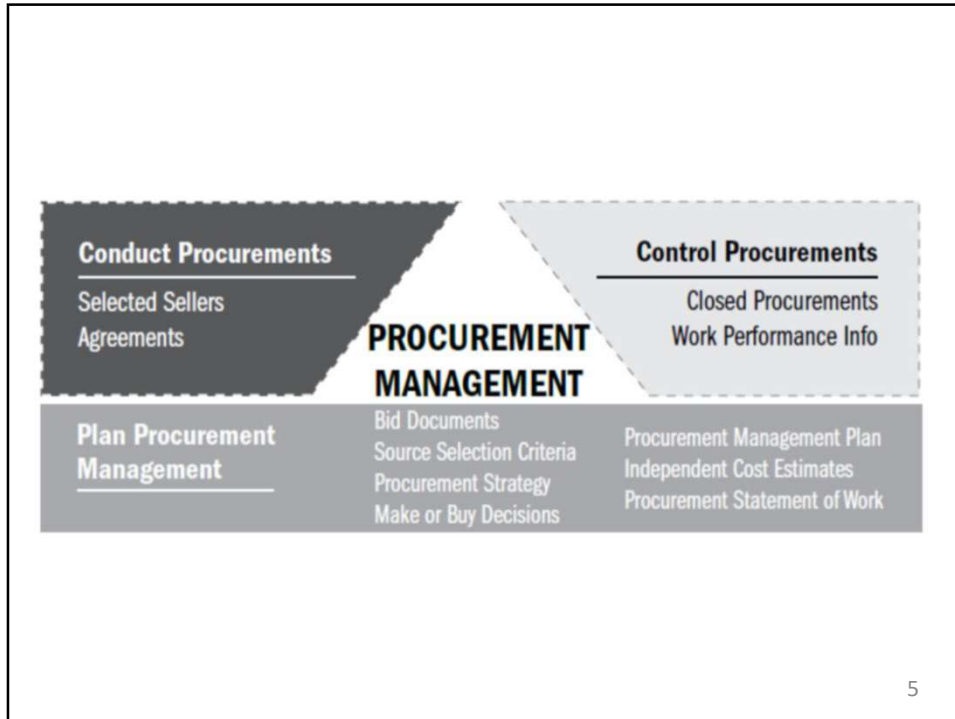 Conduct Procurements
Selected Sellers
Agreements
Control Procurements
Closed Procurements
Work Performance Info
PROCUREMENT
MANAGEMENT
Plan Procurement
Management
Bid Documents
Source Selection Criteria
Procurement Strategy
Make or Buy Decisions
Procurement Management Plan
Independent Cost Estimates
Procurement Statement of Work
5